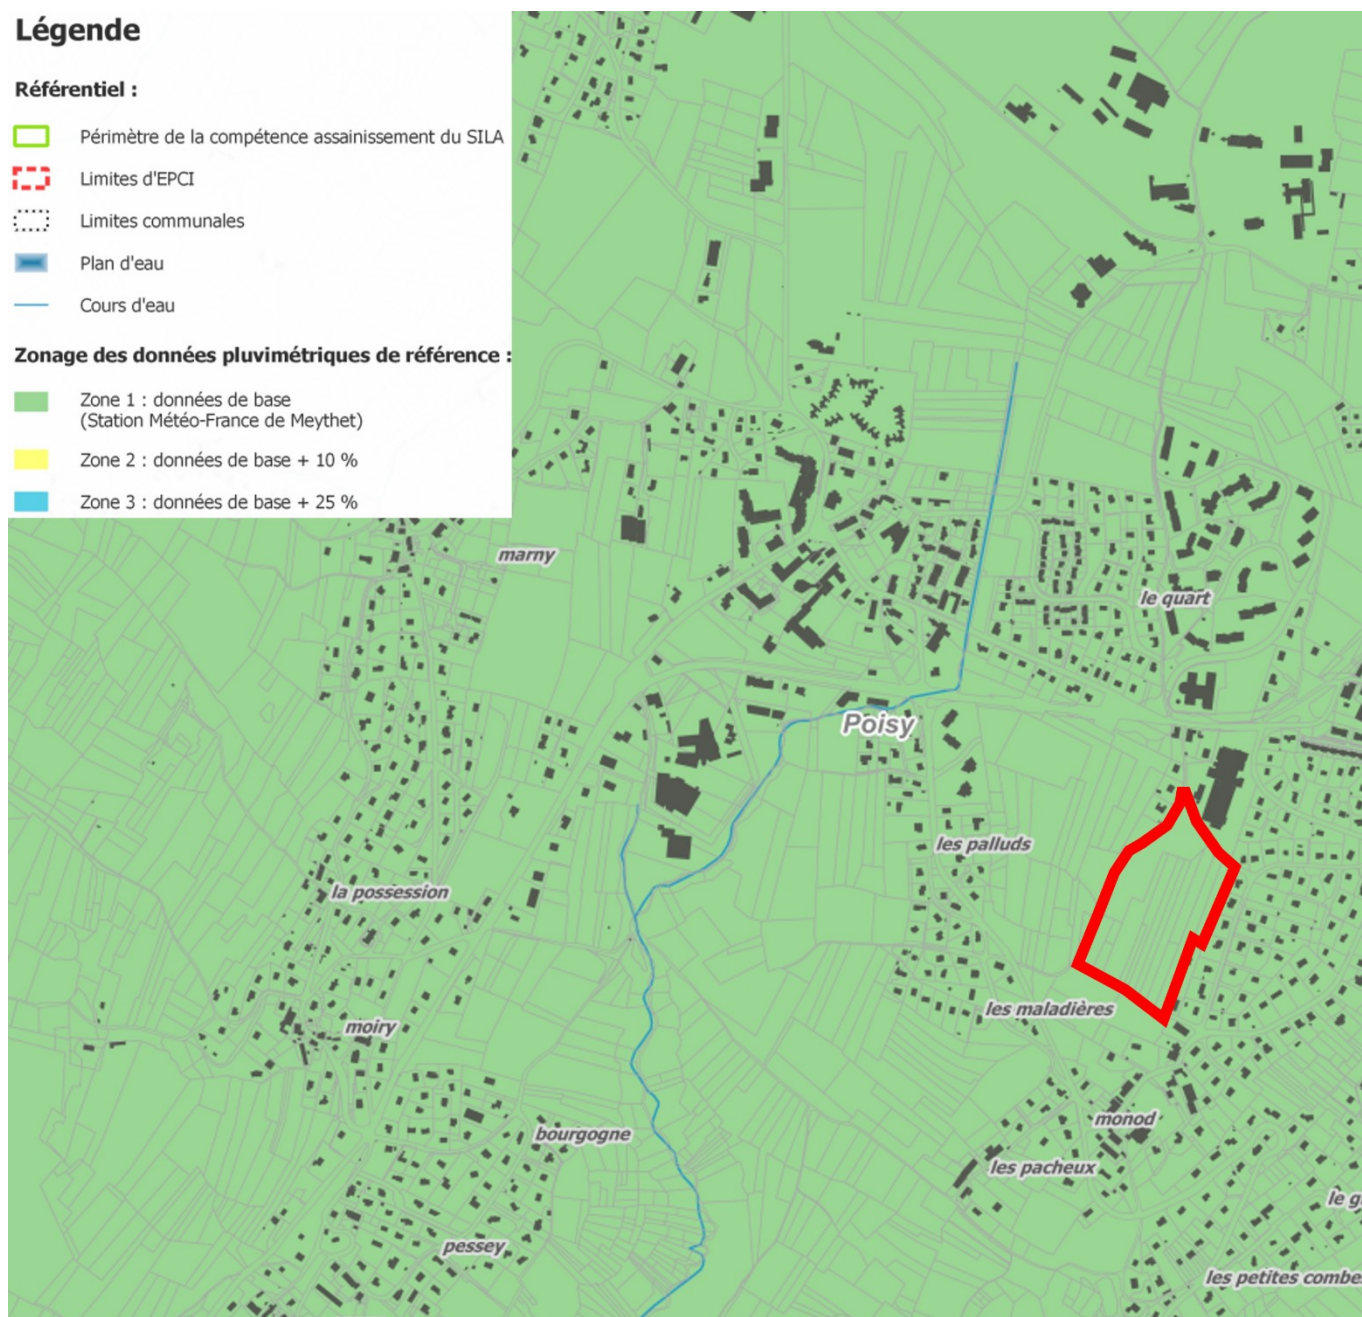 Légende
Référentiel :
Périmètre de la compétence assainissement du SILA
Limites d'EPCI
Limites communales
Plan d'eau
Cours d'eau
Zonage des données pluvimétriques de référence :
Zone 1 : données de base
(Station Météo-France de Meythet)
Zone 2 : données de base + 10 %
Zone 3 : données de base + 25 %
marny
le quart
Poisy
les palluds
la possession
les maladières
moiry
monod
bourgogne
les pacheux
le g
pessey
les petites combe